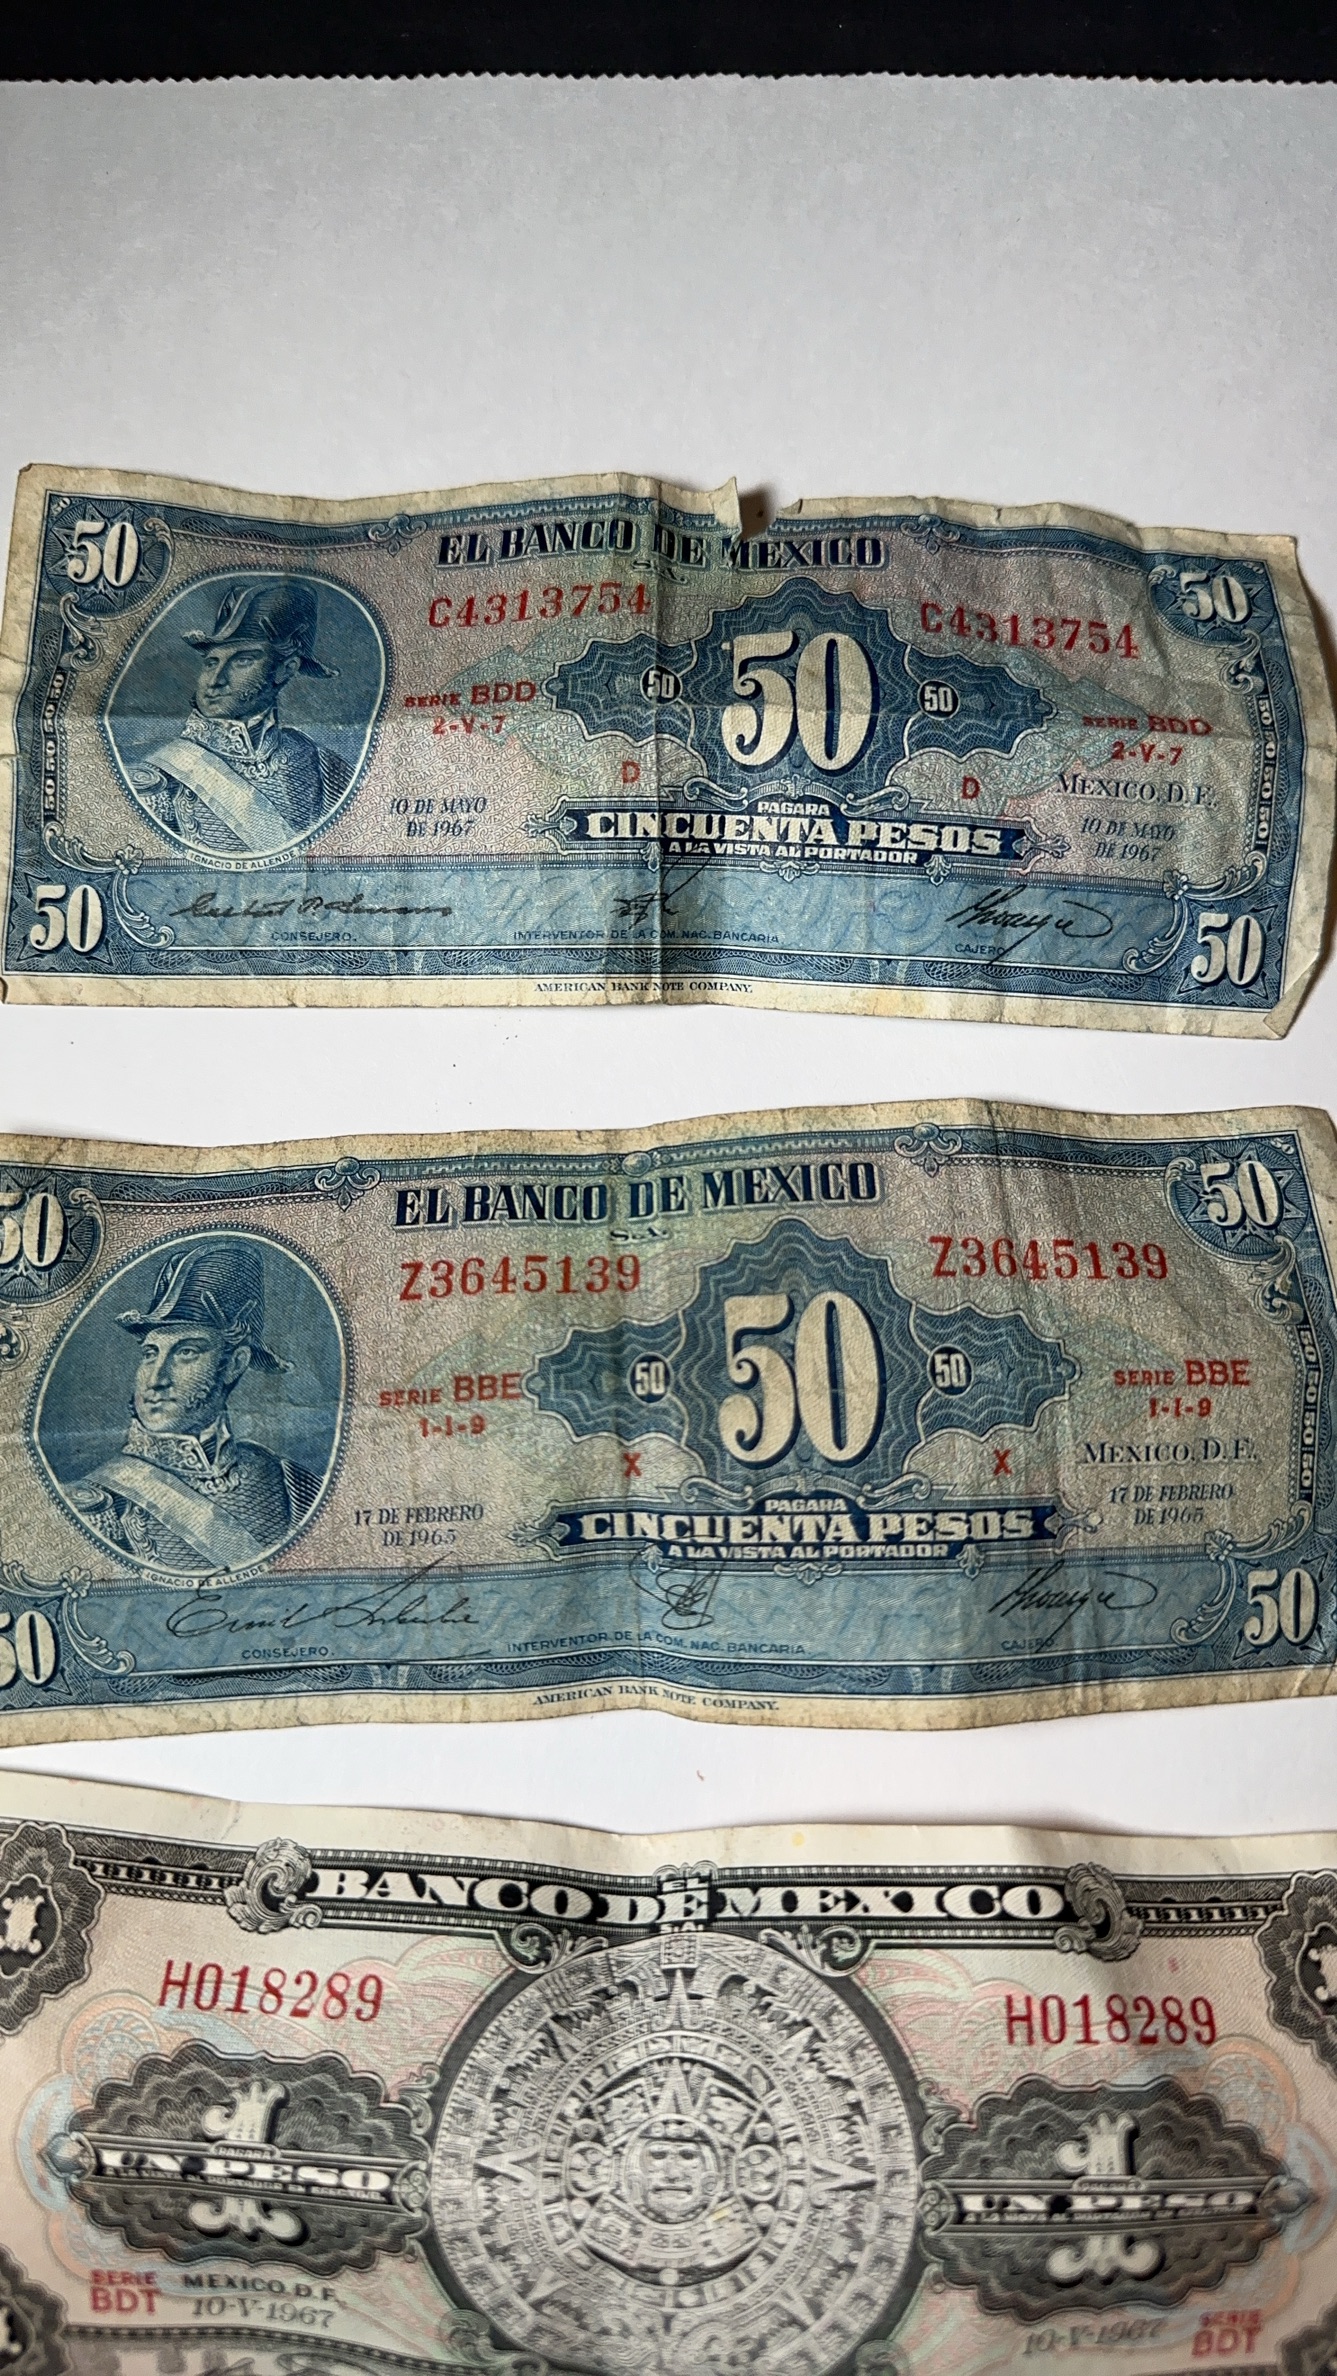 50
EL BANCO DE MEXICO
S.A.
50
C4313754
C4313754
50
50
50
SERIE BDD
2-V-7
SERIE BDD
2-V-7
D
D
MEXICO, D. F.,
10 DE MAYO
DE 1967
10 DE MAYO
DE 1967
PAGARA
CINCUENTA PESOS
A LA VISTA AL PORTADOR
IGNACIO DE ALLENDE
50
50
CONSEJERO.
INTERVENTOR DE LA COM. NAC. BANCARIA
CAJERO
AMERICAN BANK NOTE COMPANY.
50
EL BANCO DE MEXICO
S.A.
50
Z3645139
Z3645139
50
50
50
SERIE BBE
1-1-9
SERIE BBE
1-1-9
X
X
MEXICO, D. F.,
17 DE FEBRERO
DE 1965
17 DE FEBRERO
DE 1965
PAGARA
CINCUENTA PESOS
A LA VISTA AL PORTADOR
IGNACIO DE ALLENDE
50
50
CONSEJERO.
INTERVENTOR DE LA COM. NAC. BANCARIA
CAJERO
AMERICAN BANK NOTE COMPANY.
1
EL
BANCO DE MEXICO
S.A.
H018289
H018289
PAGARÁ
UN PESO
UN PESO
SERIE
BDT
MEXICO, D.F.
10-V-1967
10-V-1967
SERIE
BDT